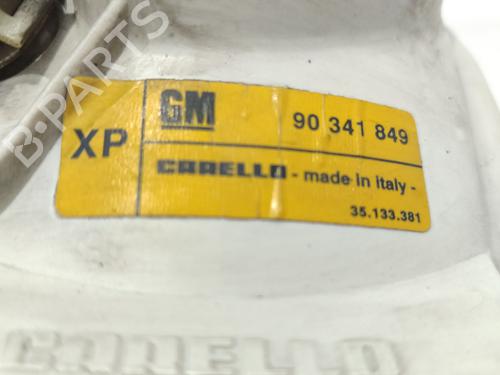 B-PARTS
GM 90 341 849
XP
CARELLO - made in italy -
35.133.381
CARELLO